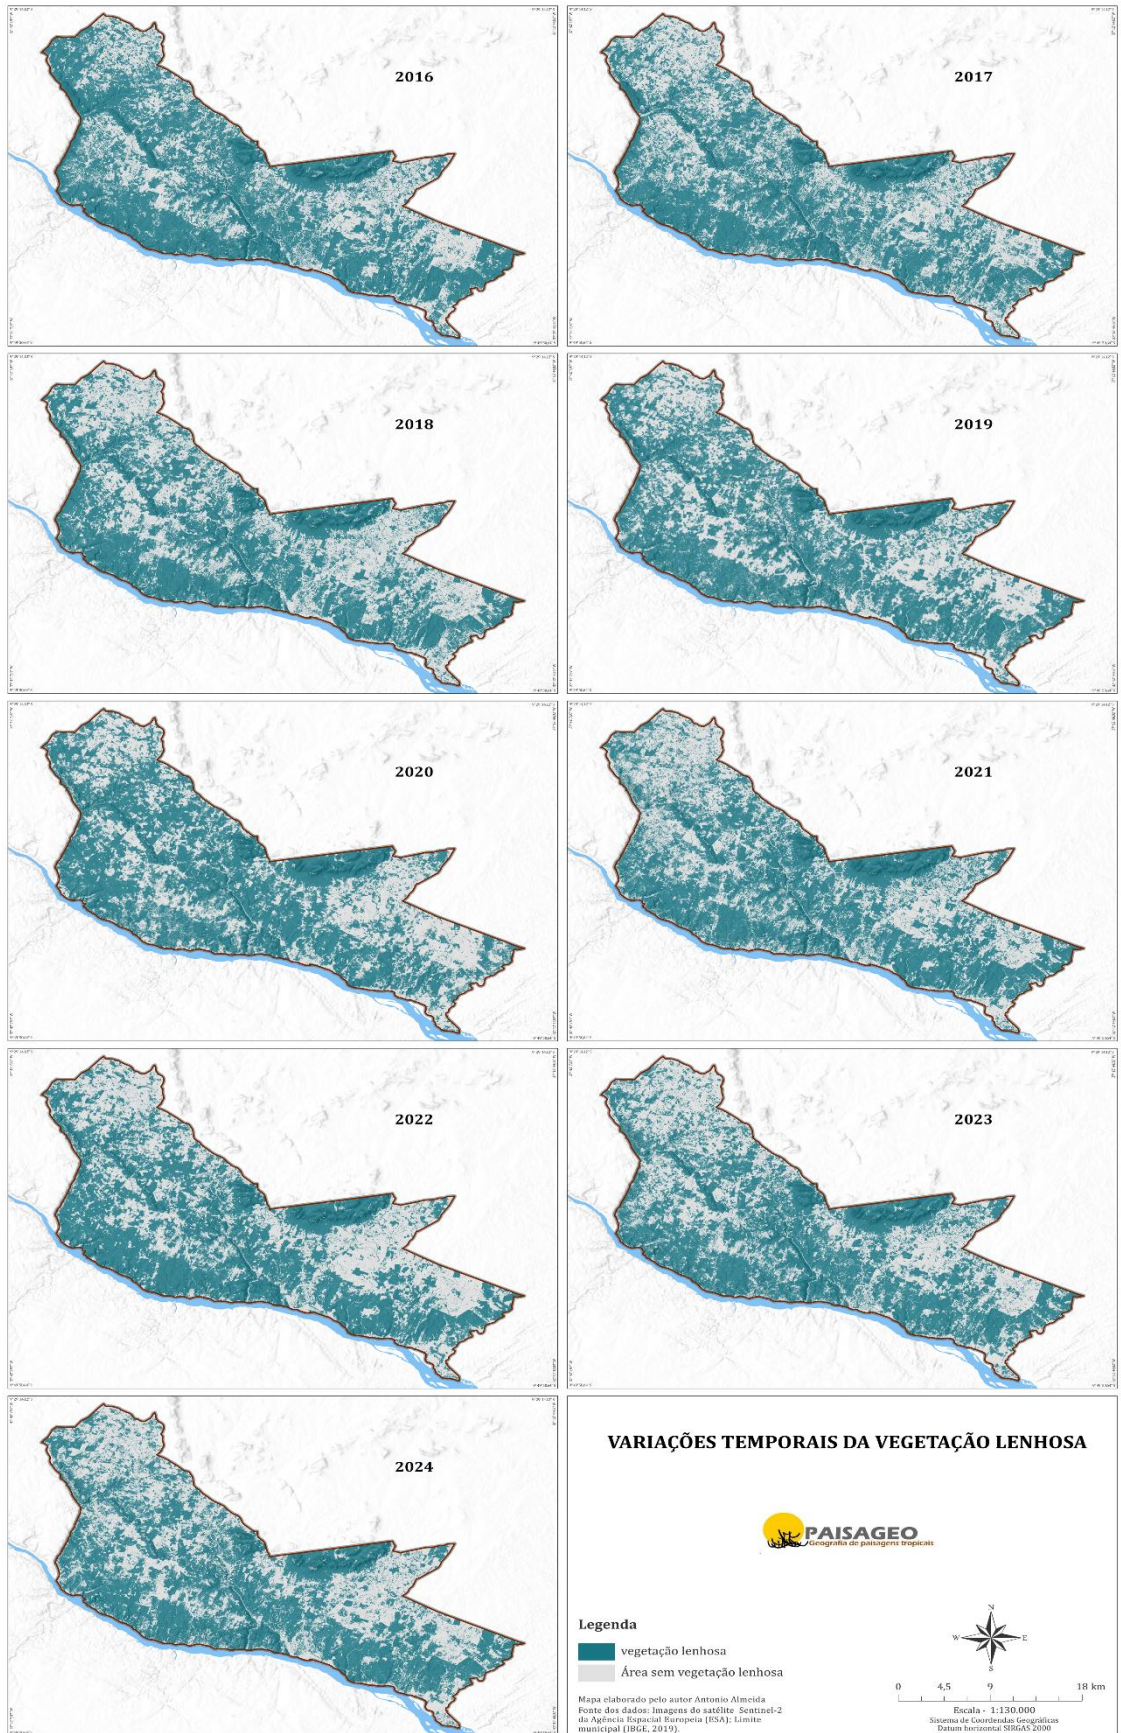 2016
2017
2018
2019
2020
2021
2022
2023
2024
VARIAÇÕES TEMPORAIS DA VEGETAÇÃO LENHOSA
PAISAGEO
Geografia de paisagens tropicais
Legenda
vegetação lenhosa
Área sem vegetação lenhosa
Mapa elaborado pelo autor Antonio Almeida
Fonte dos dados: Imagens do satélite Sentinel-2
da Agência Espacial Europeia (ESA); Limite
municipal (IBGE, 2019).
N
W
E
S
0 4,5 9 18 km
Escala - 1:130.000
Sistema de Coordendas Geográficas
Datum horizontal SIRGAS 2000